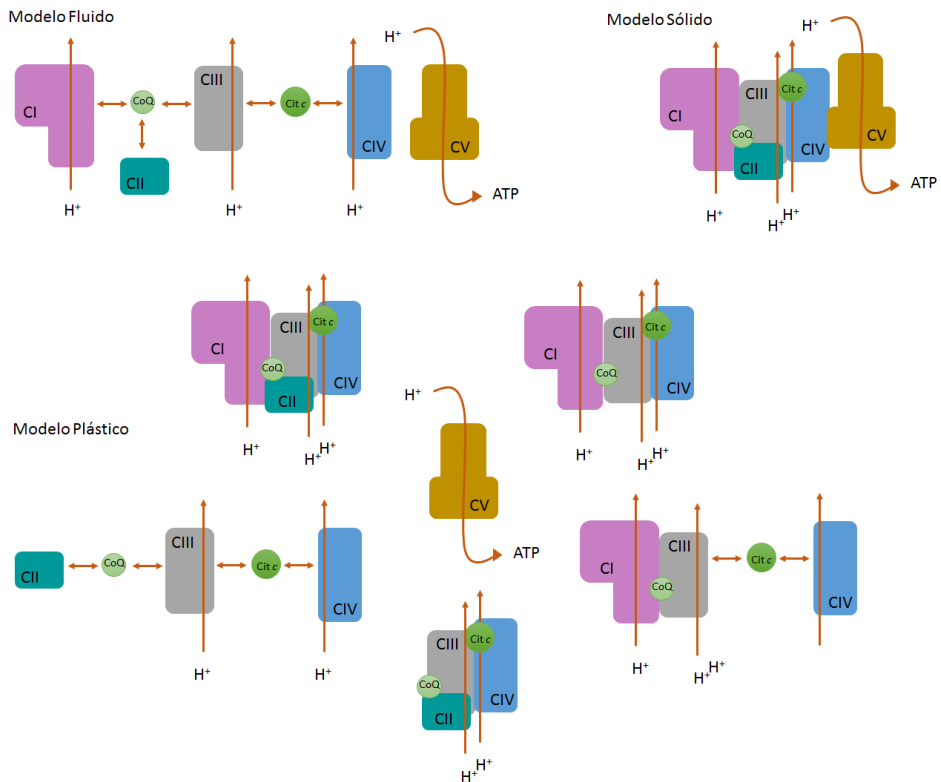 Modelo Fluido
CI
CoQ
CII
CIII
Cit c
CIV
H⁺
CV
ATP
H⁺
H⁺
H⁺
Modelo Sólido
H⁺
CI
CoQ
CII
CIII
Cit c
CIV
CV
ATP
H⁺
H⁺
H⁺
Modelo Plástico
CI
CoQ
CII
CIII
Cit c
CIV
H⁺
H⁺
H⁺
CI
CoQ
CIII
Cit c
CIV
H⁺
H⁺
H⁺
H⁺
CV
ATP
CII
CoQ
CIII
Cit c
CIV
H⁺
H⁺
CIII
Cit c
CoQ
CII
CIV
H⁺
H⁺
CI
CoQ
CIII
Cit c
CIV
H⁺
H⁺
H⁺